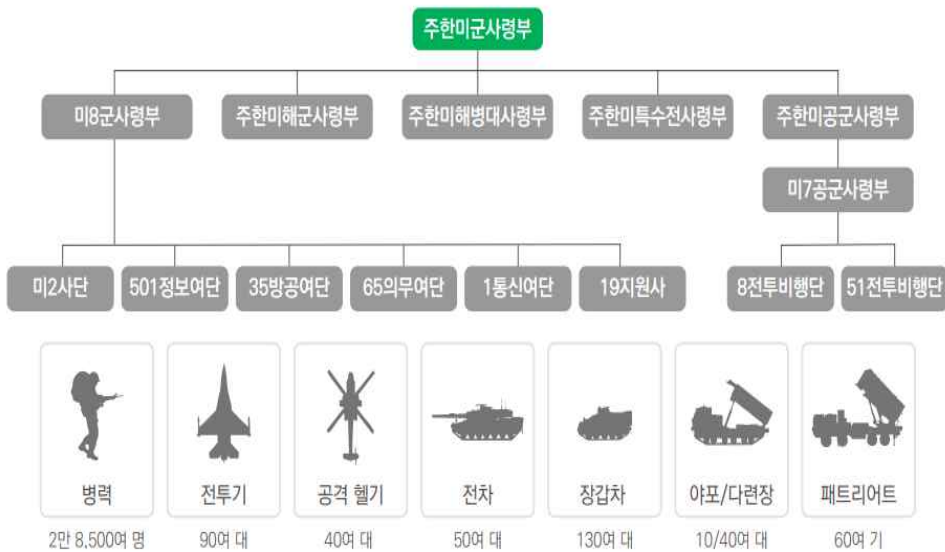 주한미군사령부
미8군사령부 주한미해군사령부 주한미해병대사령부 주한미특수전사령부 주한미공군사령부
미7공군사령부
미2사단 501정보여단 35방공여단 65의무여단 1통신여단 19지원사 8전투비행단 51전투비행단
병력 전투기 공격 헬기 전차 장갑차 야포/다련장 패트리어트
2만 8,500여 명 90여 대 40여 대 50여 대 130여 대 10/40여 대 60여 기